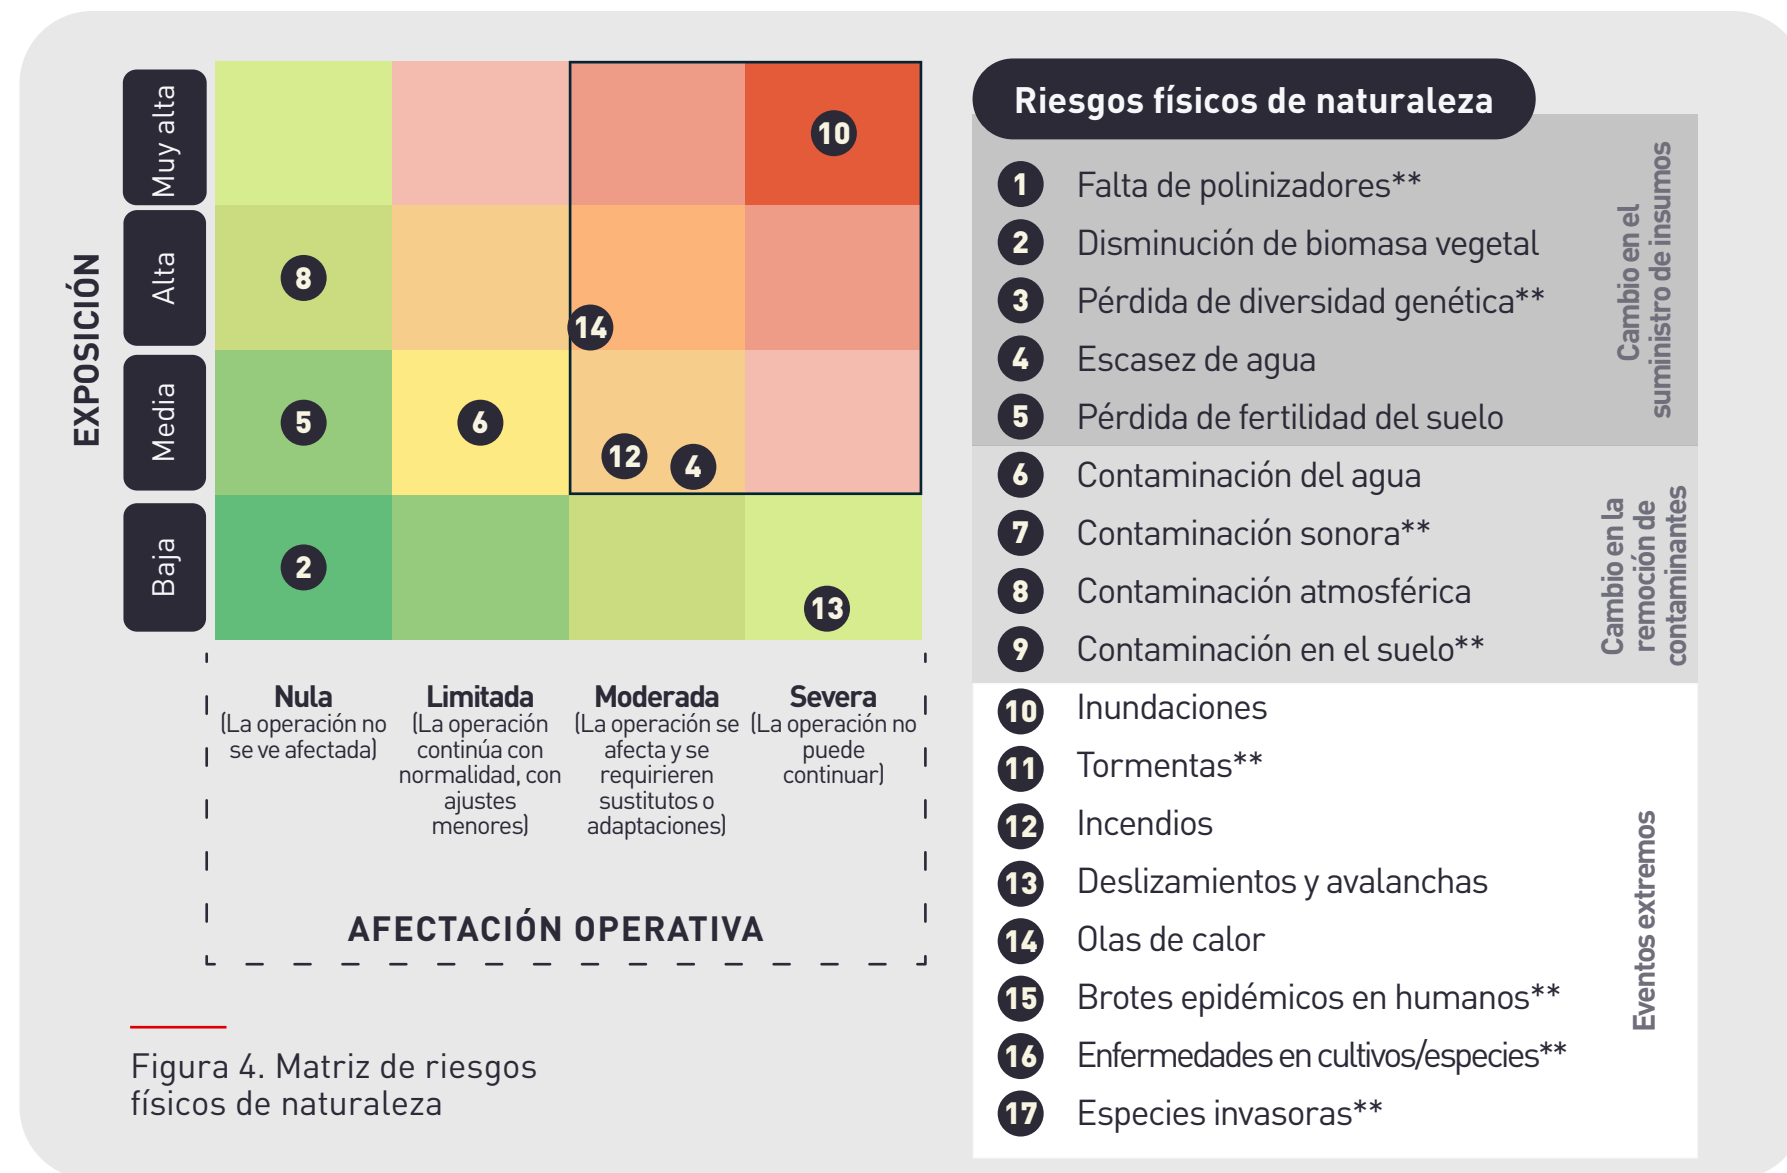 EXPOSICIÓN
Muy alta
Alta
Media
Baja
10
8
14
5
6
12
4
2
13
Nula
(La operación no
se ve afectada)
Limitada
(La operación
continúa con
normalidad, con
ajustes
menores)
Moderada
(La operación se
afecta y se
requirieren
sustitutos o
adaptaciones)
Severa
(La operación no
puede
continuar)
AFECTACIÓN OPERATIVA
Figura 4. Matriz de riesgos
físicos de naturaleza
Riesgos físicos de naturaleza
1 Falta de polinizadores**
2 Disminución de biomasa vegetal
3 Pérdida de diversidad genética**
4 Escasez de agua
5 Pérdida de fertilidad del suelo
Cambio en el
suministro de insumos
6 Contaminación del agua
7 Contaminación sonora**
8 Contaminación atmosférica
9 Contaminación en el suelo**
Cambio en la
remoción de
contaminantes
10 Inundaciones
11 Tormentas**
12 Incendios
13 Deslizamientos y avalanchas
14 Olas de calor
15 Brotes epidémicos en humanos**
16 Enfermedades en cultivos/especies**
17 Especies invasoras**
Eventos extremos